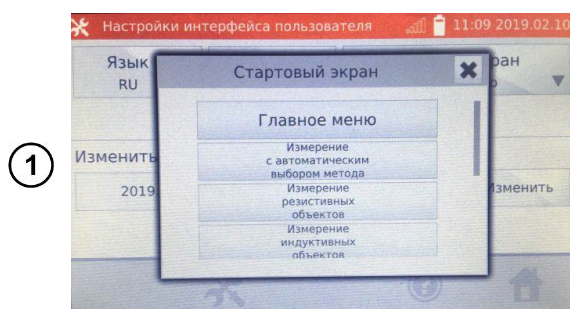 Настройки интерфейса пользователя 11:09 2019.02.10
Язык
RU
Стартовый экран
Главное меню
Измерение
с автоматическим
выбором метода
Измерение
резистивных
объектов
Измерение
индуктивных
объектов
Изменить
2019
Изменить
1